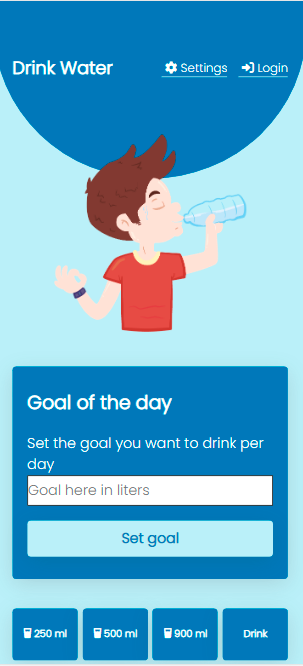 Drink Water
Settings
Login
Goal of the day
Set the goal you want to drink per
day
Goal here in liters
Set goal
250 ml
500 ml
900 ml
Drink